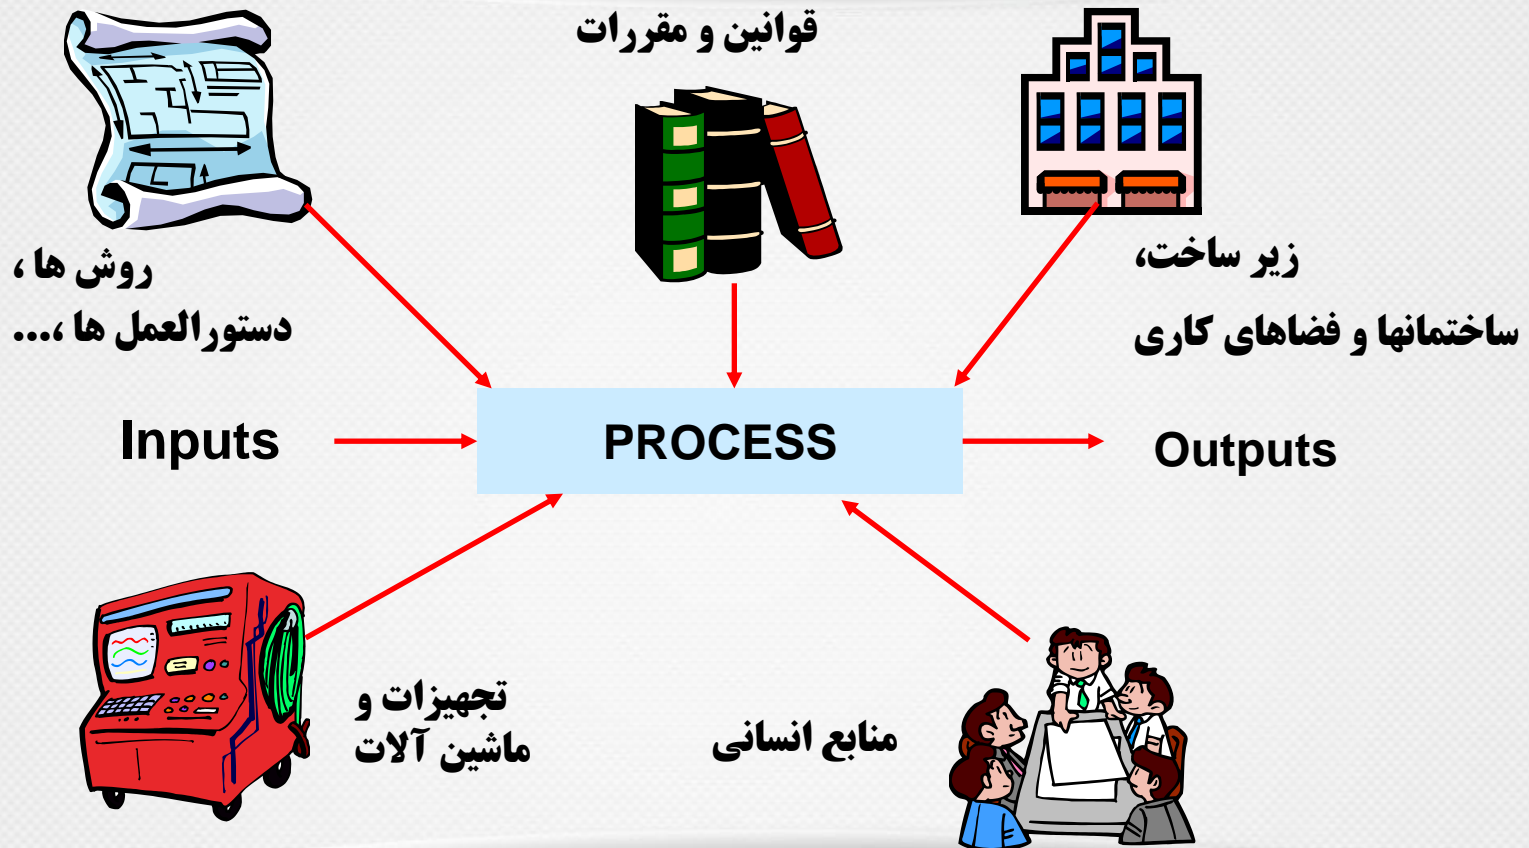 قوانین و مقررات
روش ها ،
دستورالعمل ها ،...
زیر ساخت،
ساختمانها و فضاهای کاری
Inputs
PROCESS
Outputs
تجهیزات و
ماشین آلات
منابع انسانی